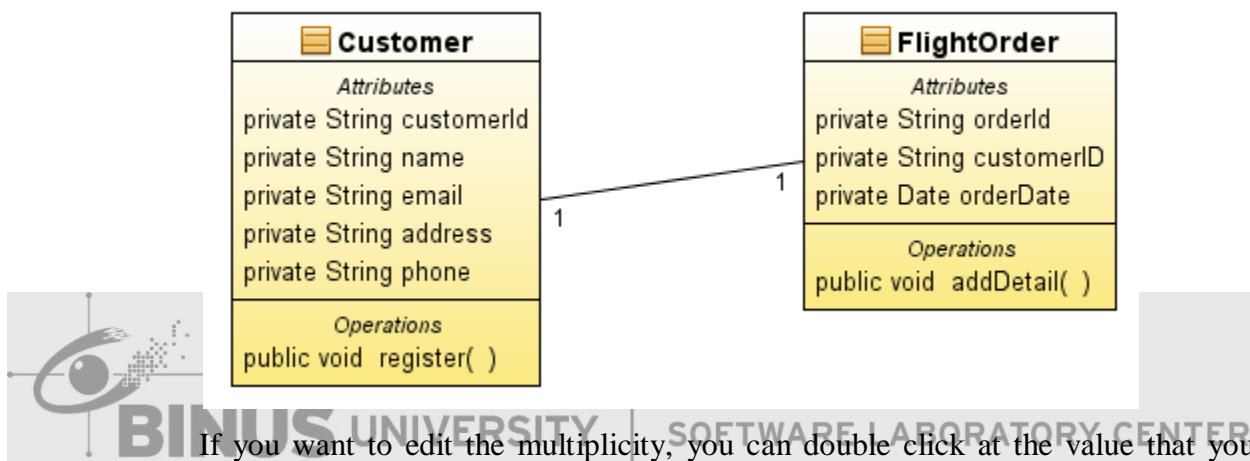 Customer
Attributes
private String customerId
private String name
private String email
private String address
private String phone
Operations
public void register( )
1
1
FlightOrder
Attributes
private String orderId
private String customerID
private Date orderDate
Operations
public void addDetail( )
BINUS UNIVERSITY | SOFTWARE LABORATORY CENTER
If you want to edit the multiplicity, you can double click at the value that you